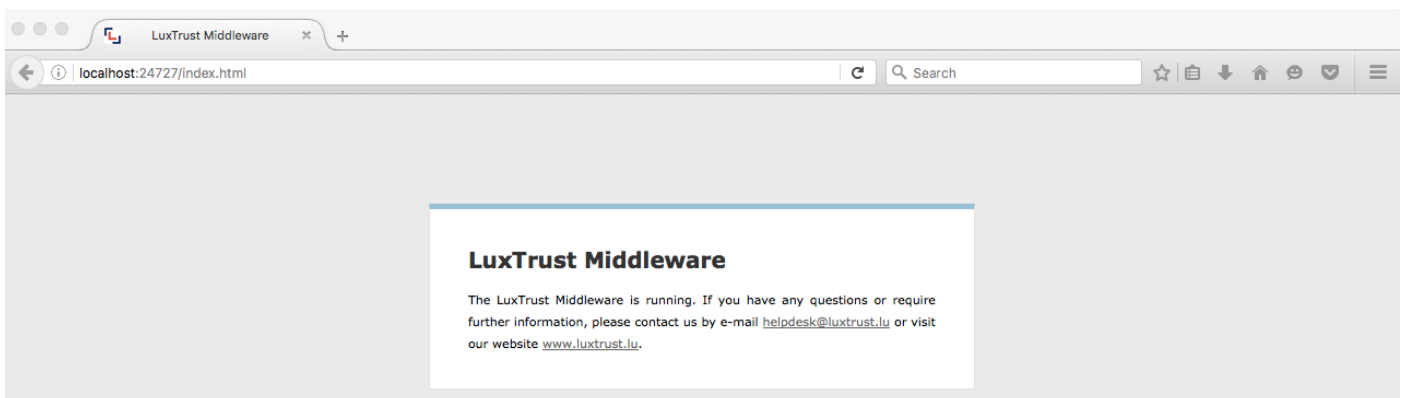 LuxTrust Middleware
localhost:24727/index.html
Search
LuxTrust Middleware
The LuxTrust Middleware is running. If you have any questions or require
further information, please contact us by e-mail helpdesk@luxtrust.lu or visit
our website www.luxtrust.lu.